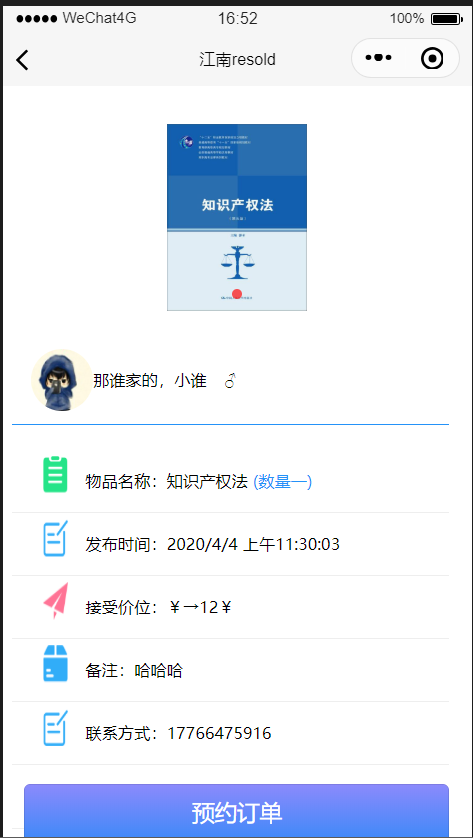 WeChat4G 16:52 100%
江南resold
知识产权法
那谁家的，小谁 ♂
物品名称：知识产权法 (数量一)
发布时间：2020/4/4 上午11:30:03
接受价位：￥→12￥
备注：哈哈哈
联系方式：17766475916
预约订单